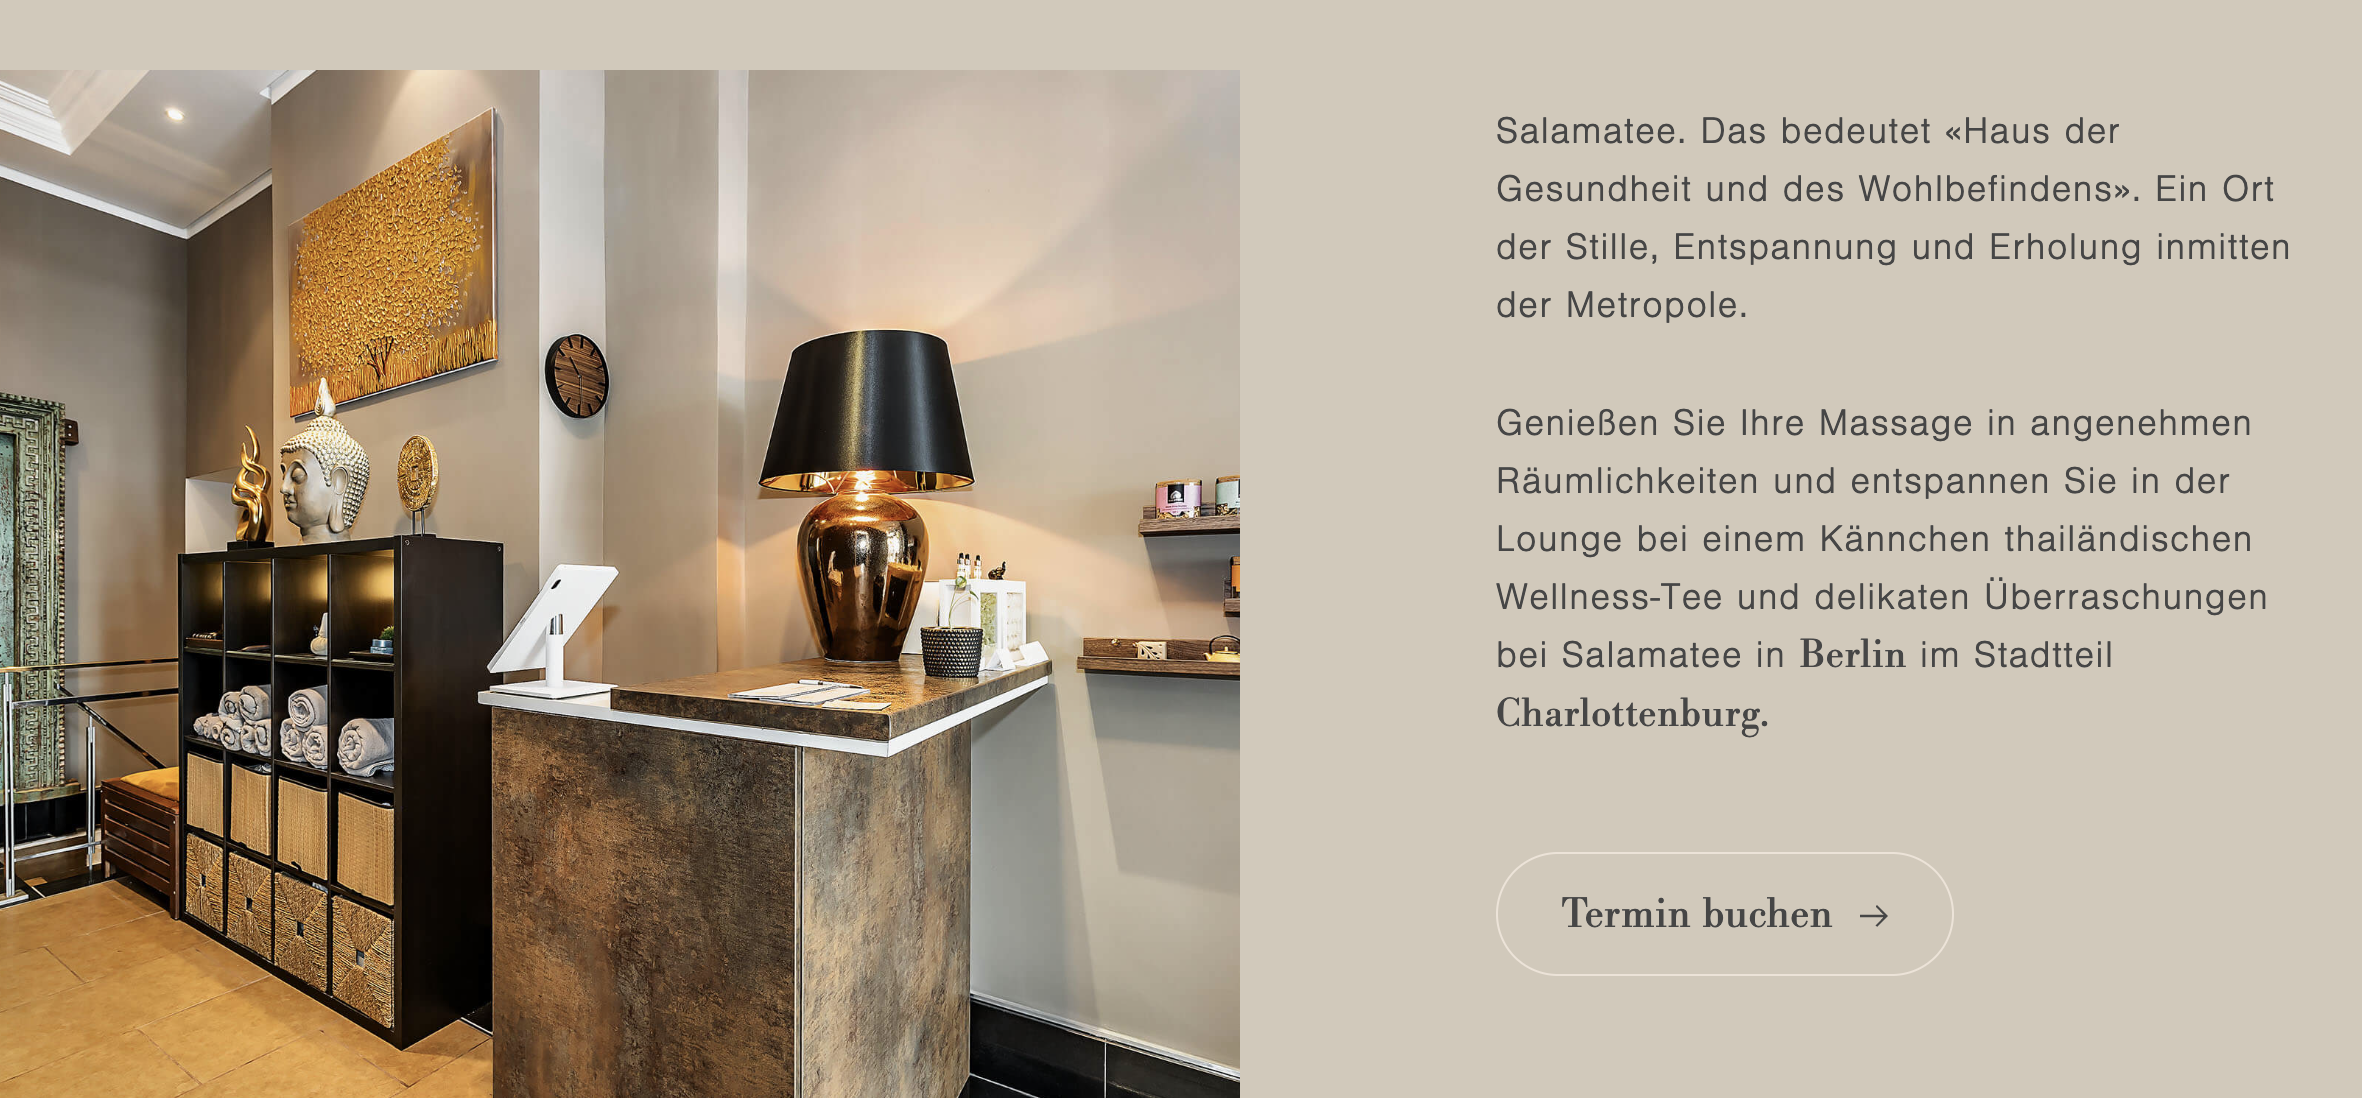 Salamatee. Das bedeutet «Haus der
Gesundheit und des Wohlbefindens». Ein Ort
der Stille, Entspannung und Erholung inmitten
der Metropole.
Genießen Sie Ihre Massage in angenehmen
Räumlichkeiten und entspannen Sie in der
Lounge bei einem Kännchen thailändischen
Wellness-Tee und delikaten Überraschungen
bei Salamatee in Berlin im Stadtteil
Charlottenburg.
Termin buchen →